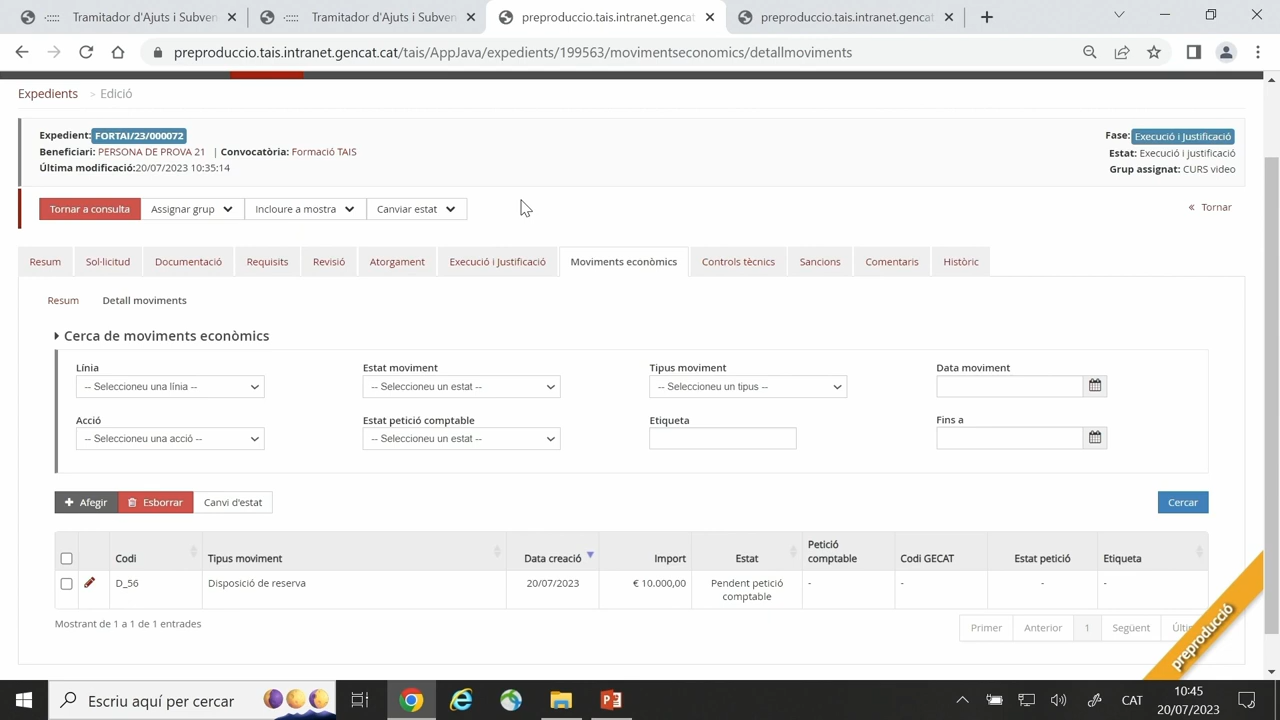 Tramitador d'Ajuts i Subven
Tramitador d'Ajuts i Subven
preproduccio.tais.intranet.gencat
preproduccio.tais.intranet.gencat
preproduccio.tais.intranet.gencat.cat/tais/AppJava/expedients/199563/movimentseconomics/detallmoviments
Expedients > Edició
Expedient: FORTAI/23/000072
Beneficiari: PERSONA DE PROVA 21 | Convocatòria: Formació TAIS
Última modificació:20/07/2023 10:35:14
Fase: Execució i Justificació
Estat: Execució i justificació
Grup assignat: CURS video
Tornar a consulta Assignar grup Incloure a mostra Canviar estat
« Tornar
Resum Sol·licitud Documentació Requisits Revisió Atorgament Execució i Justificació Moviments econòmics Controls tècnics Sancions Comentaris Històric
Resum Detall moviments
Cerca de moviments econòmics
Línia Estat moviment Tipus moviment Data moviment
-- Seleccioneu una línia -- -- Seleccioneu un estat -- -- Seleccioneu un tipus --
Acció Estat petició comptable Etiqueta Fins a
-- Seleccioneu una acció -- -- Seleccioneu un estat --
+ Afegir Esborrar Canvi d'estat Cercar
Codi Tipus moviment Data creació Import Estat Petició comptable Codi GECAT Estat petició Etiqueta
D_56 Disposició de reserva 20/07/2023 € 10.000,00 Pendent petició comptable - - - -
Mostrant de 1 a 1 de 1 entrades
Primer Anterior 1 Següent
preproducció
Escriu aquí per cercar
CAT
10:45
20/07/2023